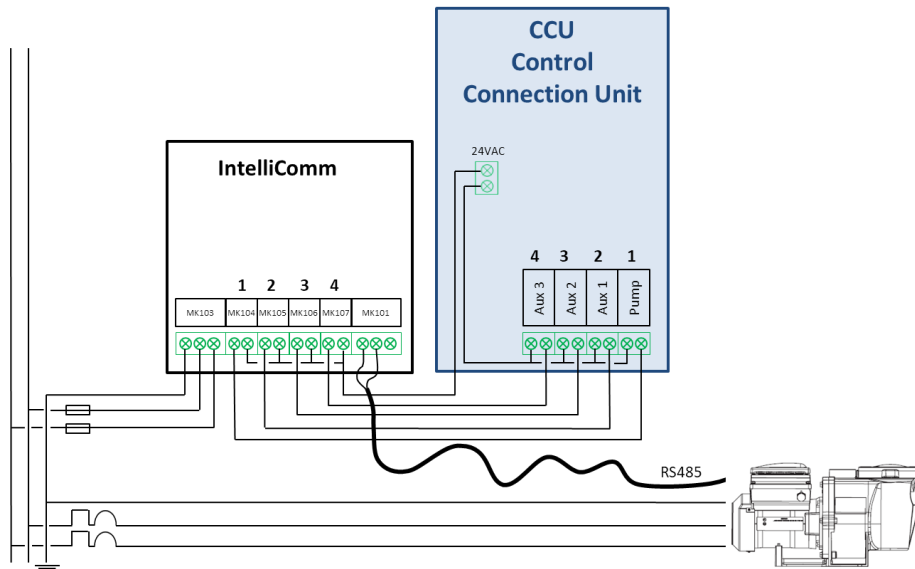 CCU
Control
Connection Unit
24VAC
IntelliComm
4 3 2 1
Aux 3 Aux 2 Aux 1 Pump
1 2 3 4
MK103 MK104 MK105 MK106 MK107 MK101
RS485